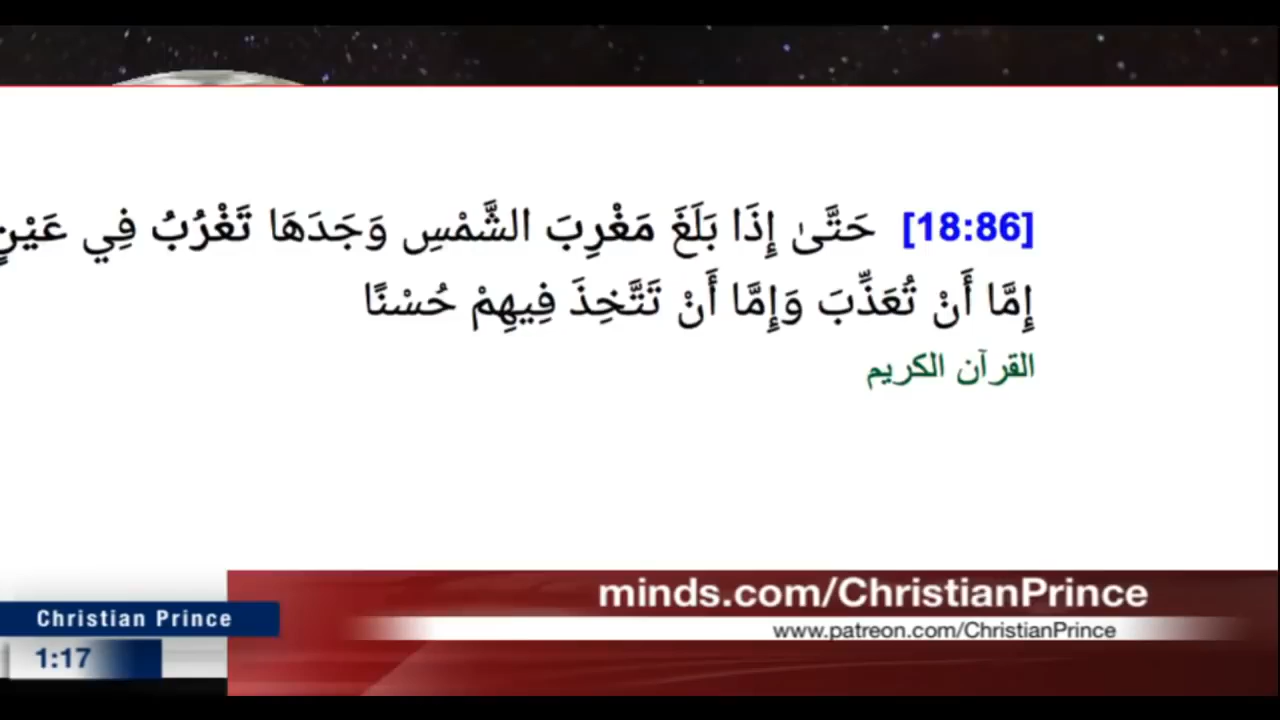 [18:86] حَتَّىٰ إِذَا بَلَغَ مَغْرِبَ الشَّمْسِ وَجَدَهَا تَغْرُبُ فِي عَيْنٍ
إِمَّا أَنْ تُعَذِّبَ وَإِمَّا أَنْ تَتَّخِذَ فِيهِمْ حُسْنًا
القرآن الكريم
minds.com/ChristianPrince
Christian Prince
www.patreon.com/ChristianPrince
1:17